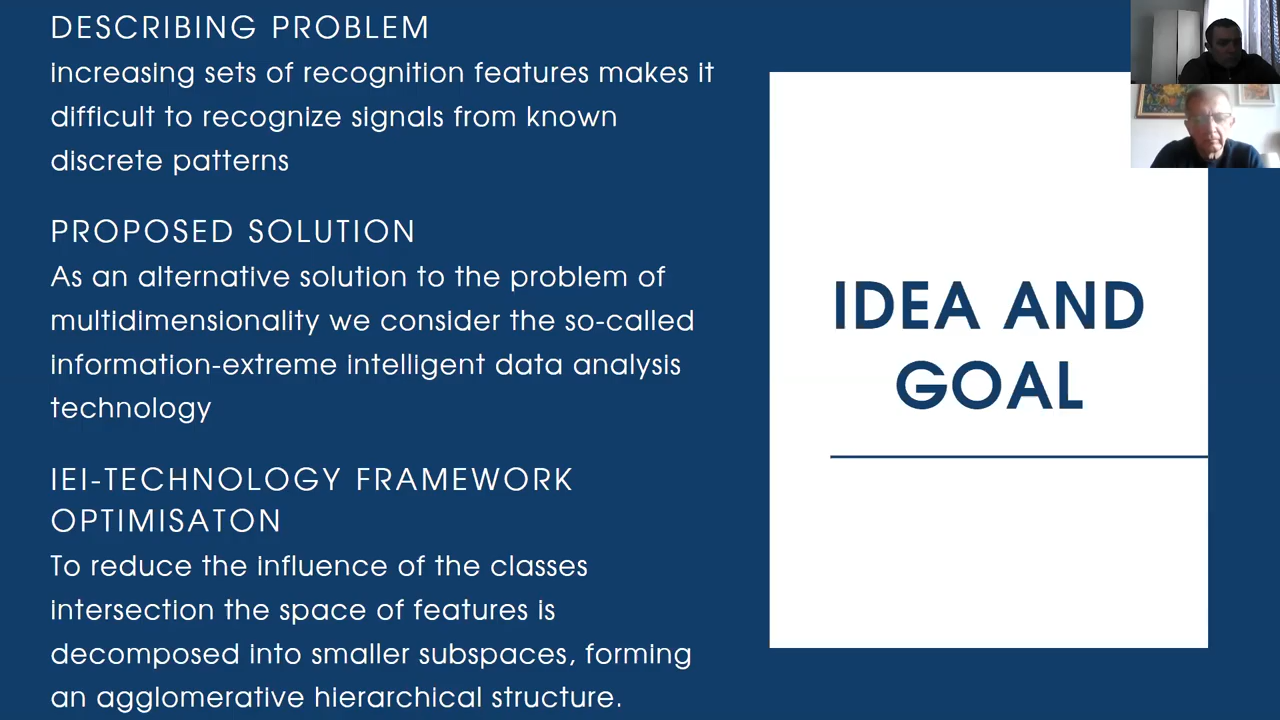 DESCRIBING PROBLEM
increasing sets of recognition features makes it
difficult to recognize signals from known
discrete patterns
PROPOSED SOLUTION
As an alternative solution to the problem of
multidimensionality we consider the so-called
information-extreme intelligent data analysis
technology
IEI-TECHNOLOGY FRAMEWORK
OPTIMISATON
To reduce the influence of the classes
intersection the space of features is
decomposed into smaller subspaces, forming
an agglomerative hierarchical structure.
IDEA AND
GOAL